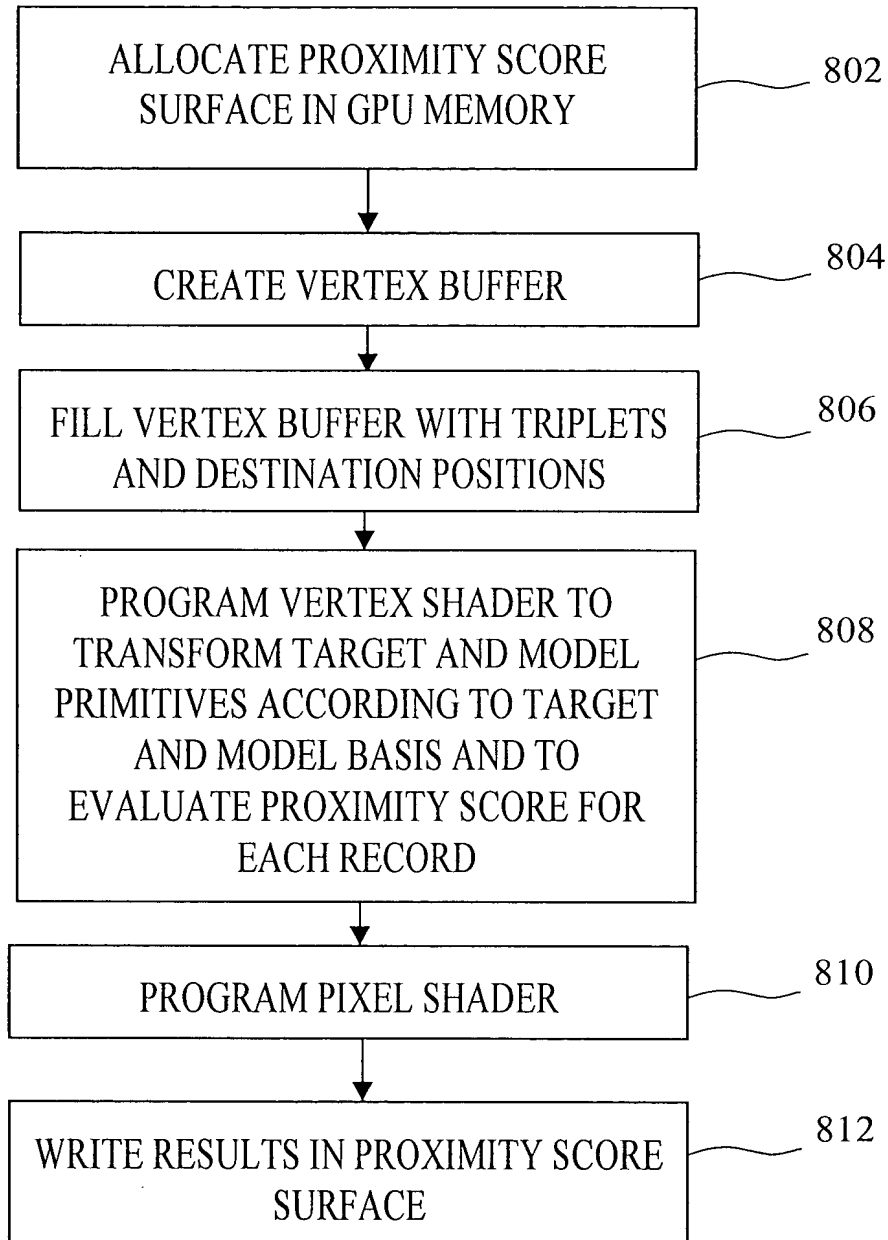 ALLOCATE PROXIMITY SCORE
SURFACE IN GPU MEMORY
802
CREATE VERTEX BUFFER
804
FILL VERTEX BUFFER WITH TRIPLETS
AND DESTINATION POSITIONS
806
PROGRAM VERTEX SHADER TO
TRANSFORM TARGET AND MODEL
PRIMITIVES ACCORDING TO TARGET
AND MODEL BASIS AND TO
EVALUATE PROXIMITY SCORE FOR
EACH RECORD
808
PROGRAM PIXEL SHADER
810
WRITE RESULTS IN PROXIMITY SCORE
SURFACE
812